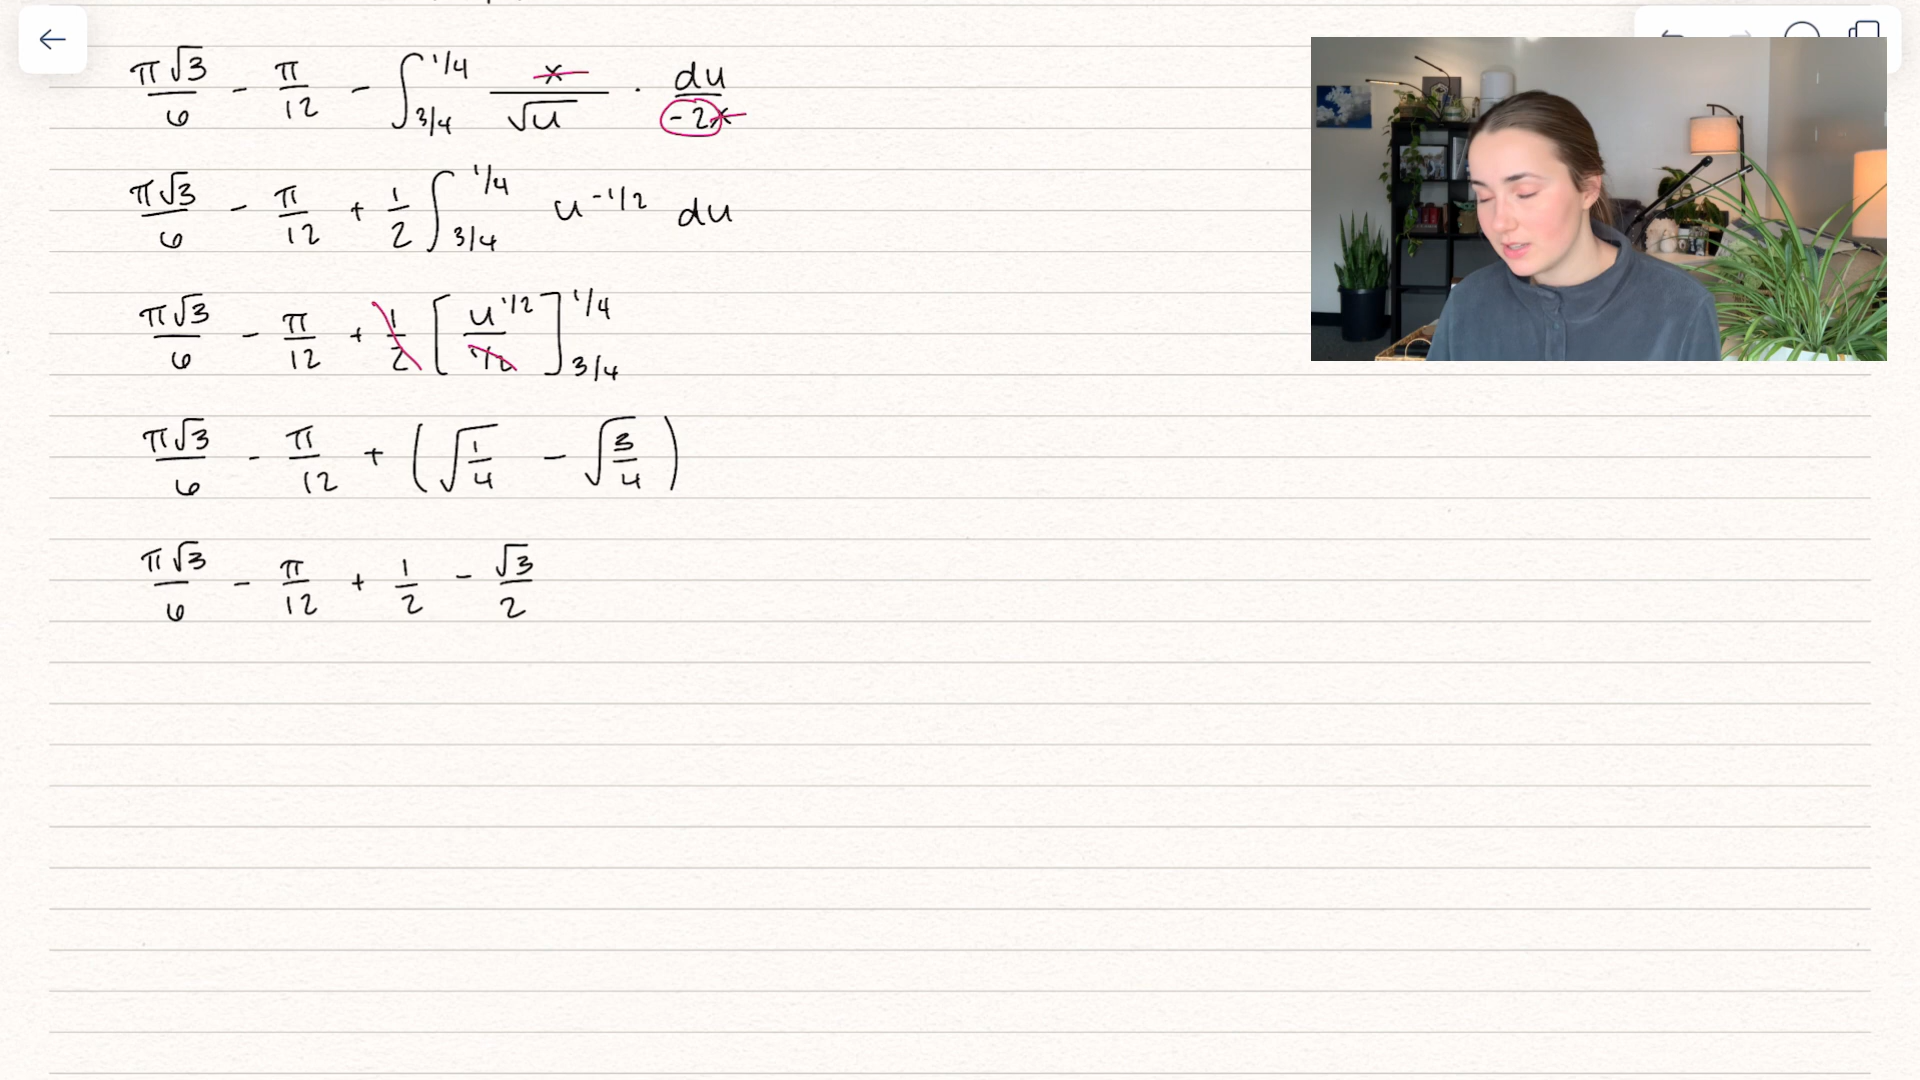 π√3/6 - π/12 - ∫_{3/4}^{1/4} x/√u · du/-2x
π√3/6 - π/12 + 1/2 ∫_{3/4}^{1/4} u^{-1/2} du
π√3/6 - π/12 + 1/2 [u^{1/2}/1/2]_{3/4}^{1/4}
π√3/6 - π/12 + (√1/4 - √3/4)
π√3/6 - π/12 + 1/2 - √3/2